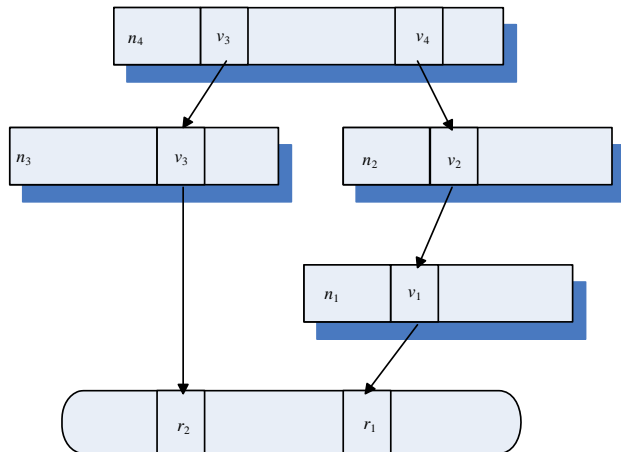 n₄ v₃ v₄
n₃ v₃ n₂ v₂
n₁ v₁
r₂ r₁